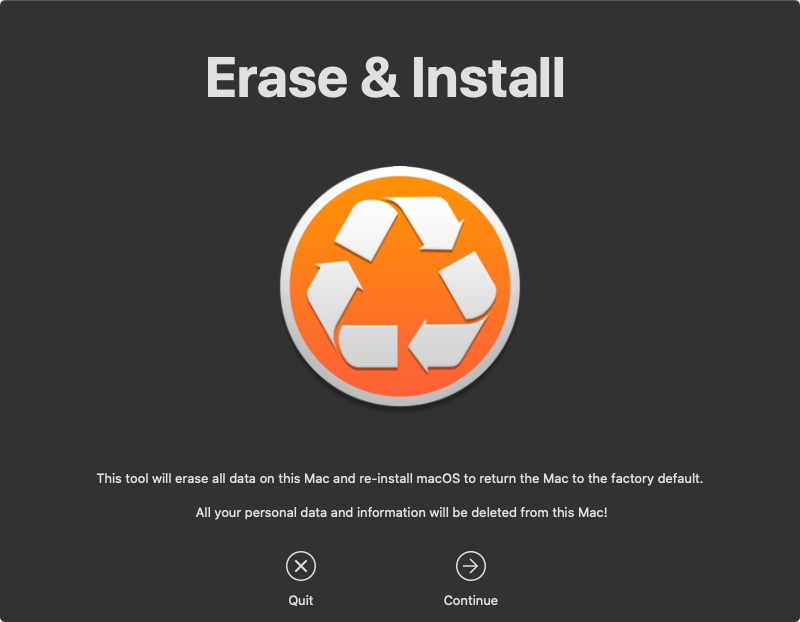 Erase & Install
This tool will erase all data on this Mac and re-install macOS to return the Mac to the factory default.
All your personal data and information will be deleted from this Mac!
Quit
Continue